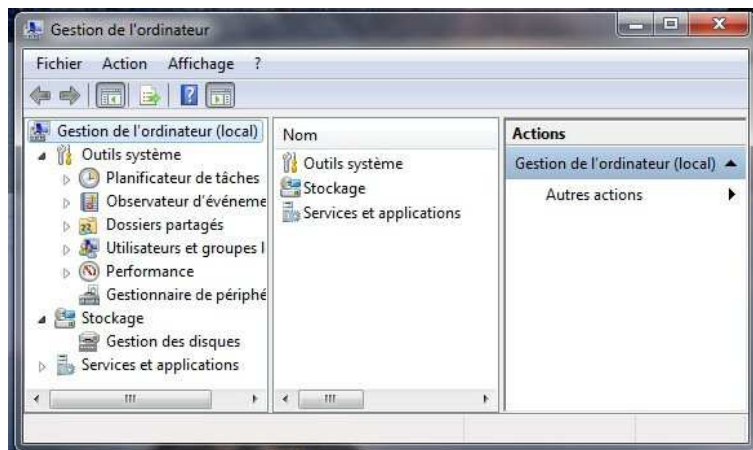 Gestion de l'ordinateur
Fichier Action Affichage ?
Gestion de l'ordinateur (local)
Outils système
Planificateur de tâches
Observateur d'événeme
Dossiers partagés
Utilisateurs et groupes l
Performance
Gestionnaire de périphé
Stockage
Gestion des disques
Services et applications
Nom
Outils système
Stockage
Services et applications
Actions
Gestion de l'ordinateur (local)
Autres actions